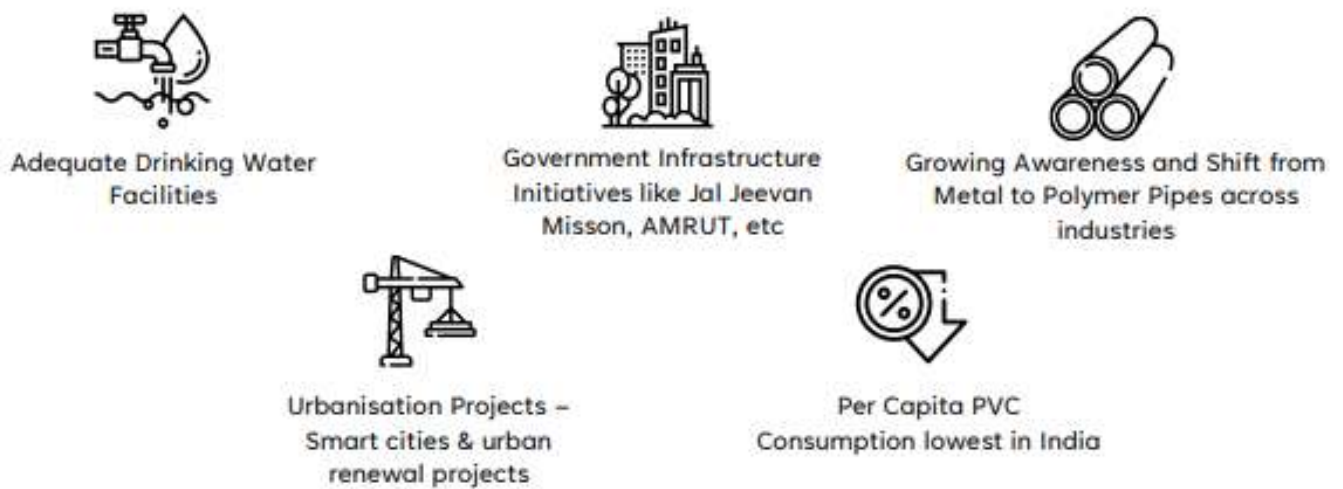 Adequate Drinking Water
Facilities
Government Infrastructure
Initiatives like Jal Jeevan
Misson, AMRUT, etc
Growing Awareness and Shift from
Metal to Polymer Pipes across
industries
Urbanisation Projects –
Smart cities & urban
renewal projects
Per Capita PVC
Consumption lowest in India